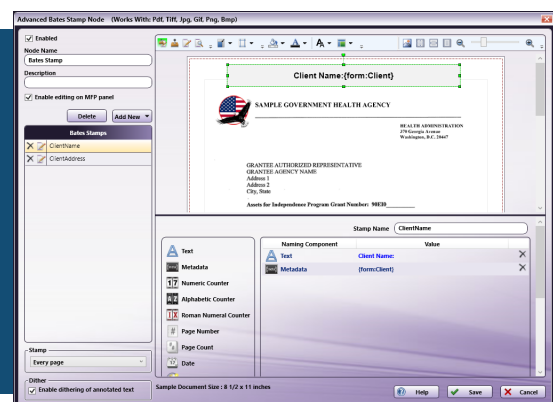 Advanced Bates Stamp Node (Works With: Pdf, Tiff, Jpg, Gif, Png, Bmp)
Enabled
Node Name
Bates Stamp
Description
Enable editing on MFP panel
Delete
Add New
Bates Stamps
ClientName
ClientAddress
Stamp
Every page
Dither
Enable dithering of annotated text
Client Name:{form:Client}
SAMPLE GOVERNMENT HEALTH AGENCY
HEALTH ADMINISTRATION
370 Georgia Avenue
Washington, D.C. 20447
GRANTEE AUTHORIZED REPRESENTATIVE
GRANTEE AGENCY NAME
Address 1
Address 2
City, State
Assets for Independence Program Grant Number: 90EI0
Stamp Name
ClientName
Text
Metadata
Numeric Counter
Alphabetic Counter
Roman Numeral Counter
Page Number
Page Count
Date
Naming Component
Value
Text
Client Name:
Metadata
{form:Client}
Sample Document Size : 8 1/2 x 11 inches
Help
Save
Cancel